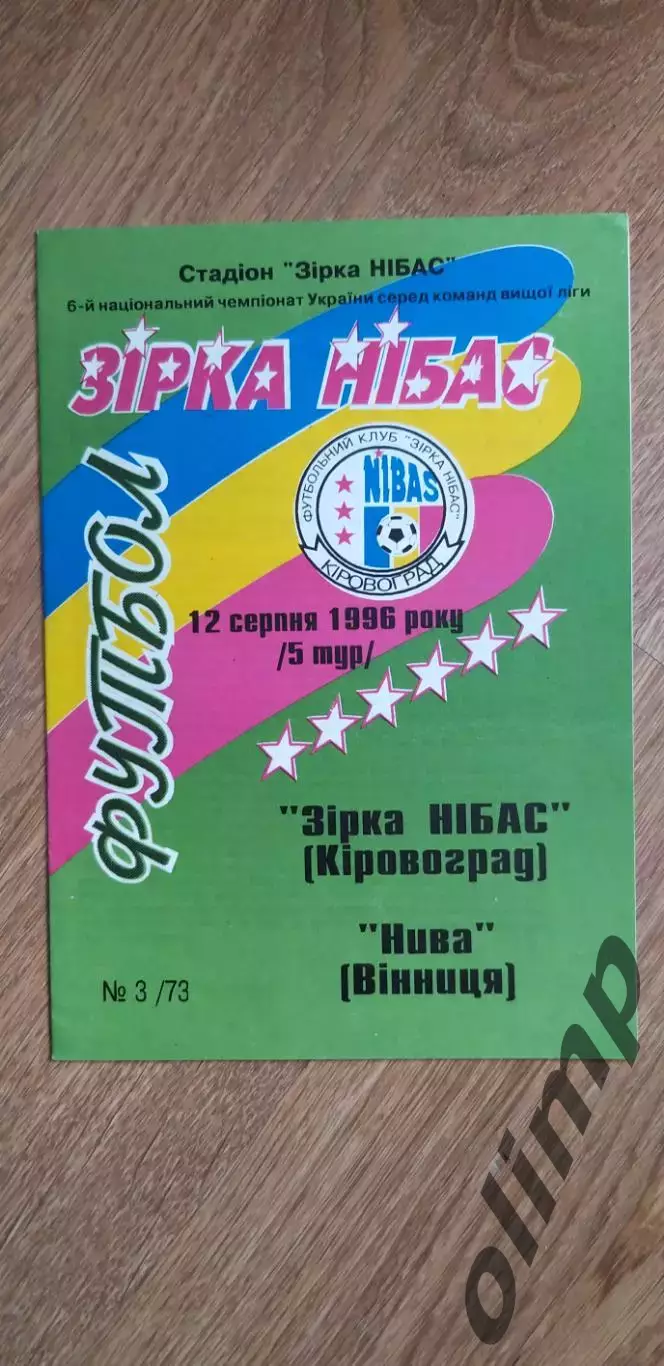 Стадіон "Зірка НІБАС"
6-й національний чемпіонат України серед команд вищої ліги
ЗІРКА НІБАС
ФУТБОЛ
ФУТБОЛЬНИЙ КЛУБ "ЗІРКА НІБАС"
NIBAS
КІРОВОГРАД
12 серпня 1996 року
/5 тур/
"Зірка НІБАС"
(Кіровоград)
"Нива"
(Вінниця)
№ 3 /73
olimp